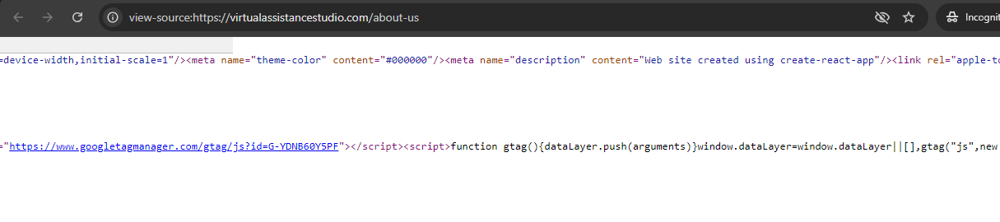 view-source:https://virtualassistancestudio.com/about-us
Incognit
=device-width,initial-scale=1"/><meta name="theme-color" content="#000000"/><meta name="description" content="Web site created using create-react-app"/><link rel="apple-to
="https://www.googletagmanager.com/gtag/js?id=G-YDNB60Y5PF"></script><script>function gtag(){dataLayer.push(arguments)}window.dataLayer=window.dataLayer||[],gtag("js",new